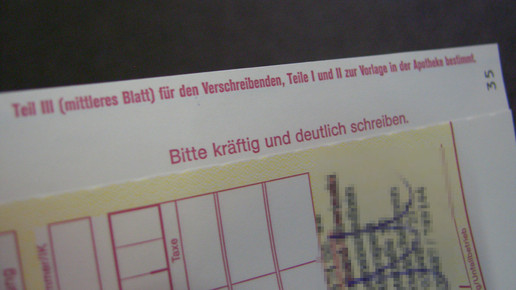 Teil III (mittleres Blatt) für den Verschreibenden, Teile I und II zur Vorlage in der Apotheke bestimmt.
35
Bitte kräftig und deutlich schreiben.
Taxe